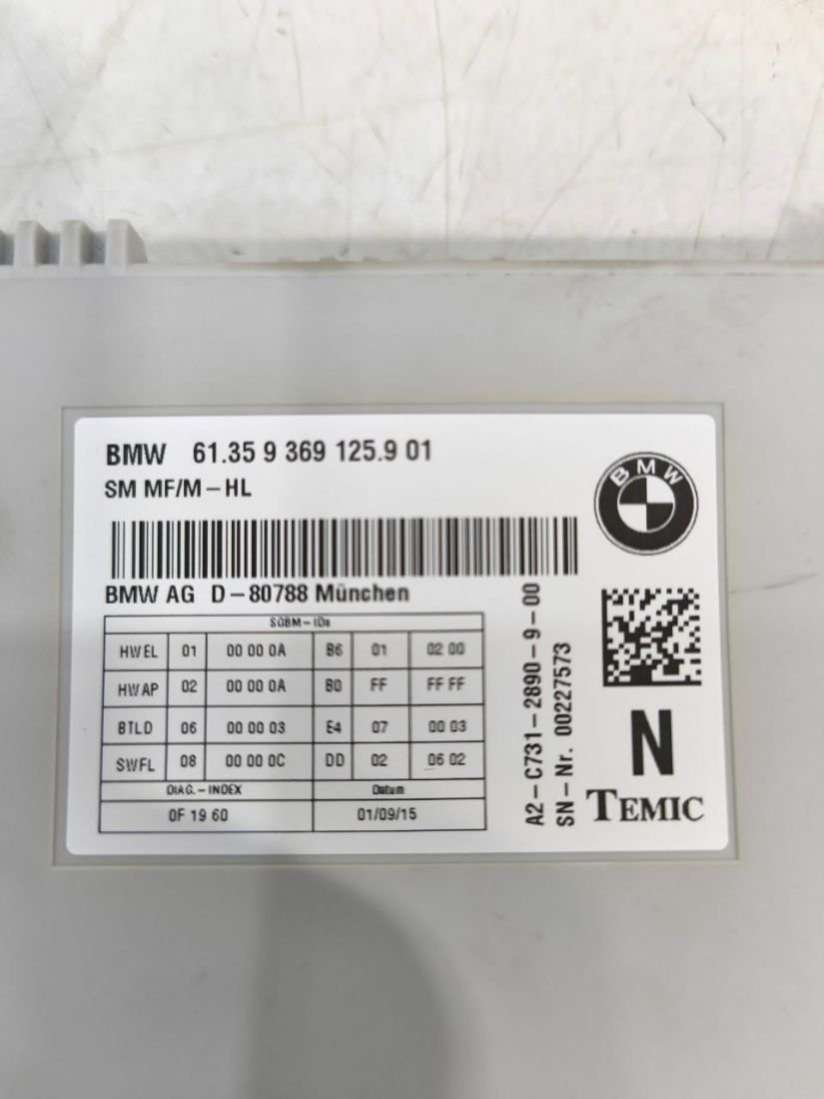 BMW 61.35 9 369 125.9 01
SM MF/M-HL
BMW
BMW AG D-80788 München
SGBM-IDs
HWEL 01 00 00 0A B6 01 02 00
HWAP 02 00 00 0A B0 FF FF FF
BTLD 06 00 00 03 E4 07 00 03
SWFL 08 00 00 0C DD 02 06 02
DIAG.-INDEX Datum
0F 19 60 01/09/15
A2-C731-2890-9-00
SN-Nr. 00227573
N
TEMIC